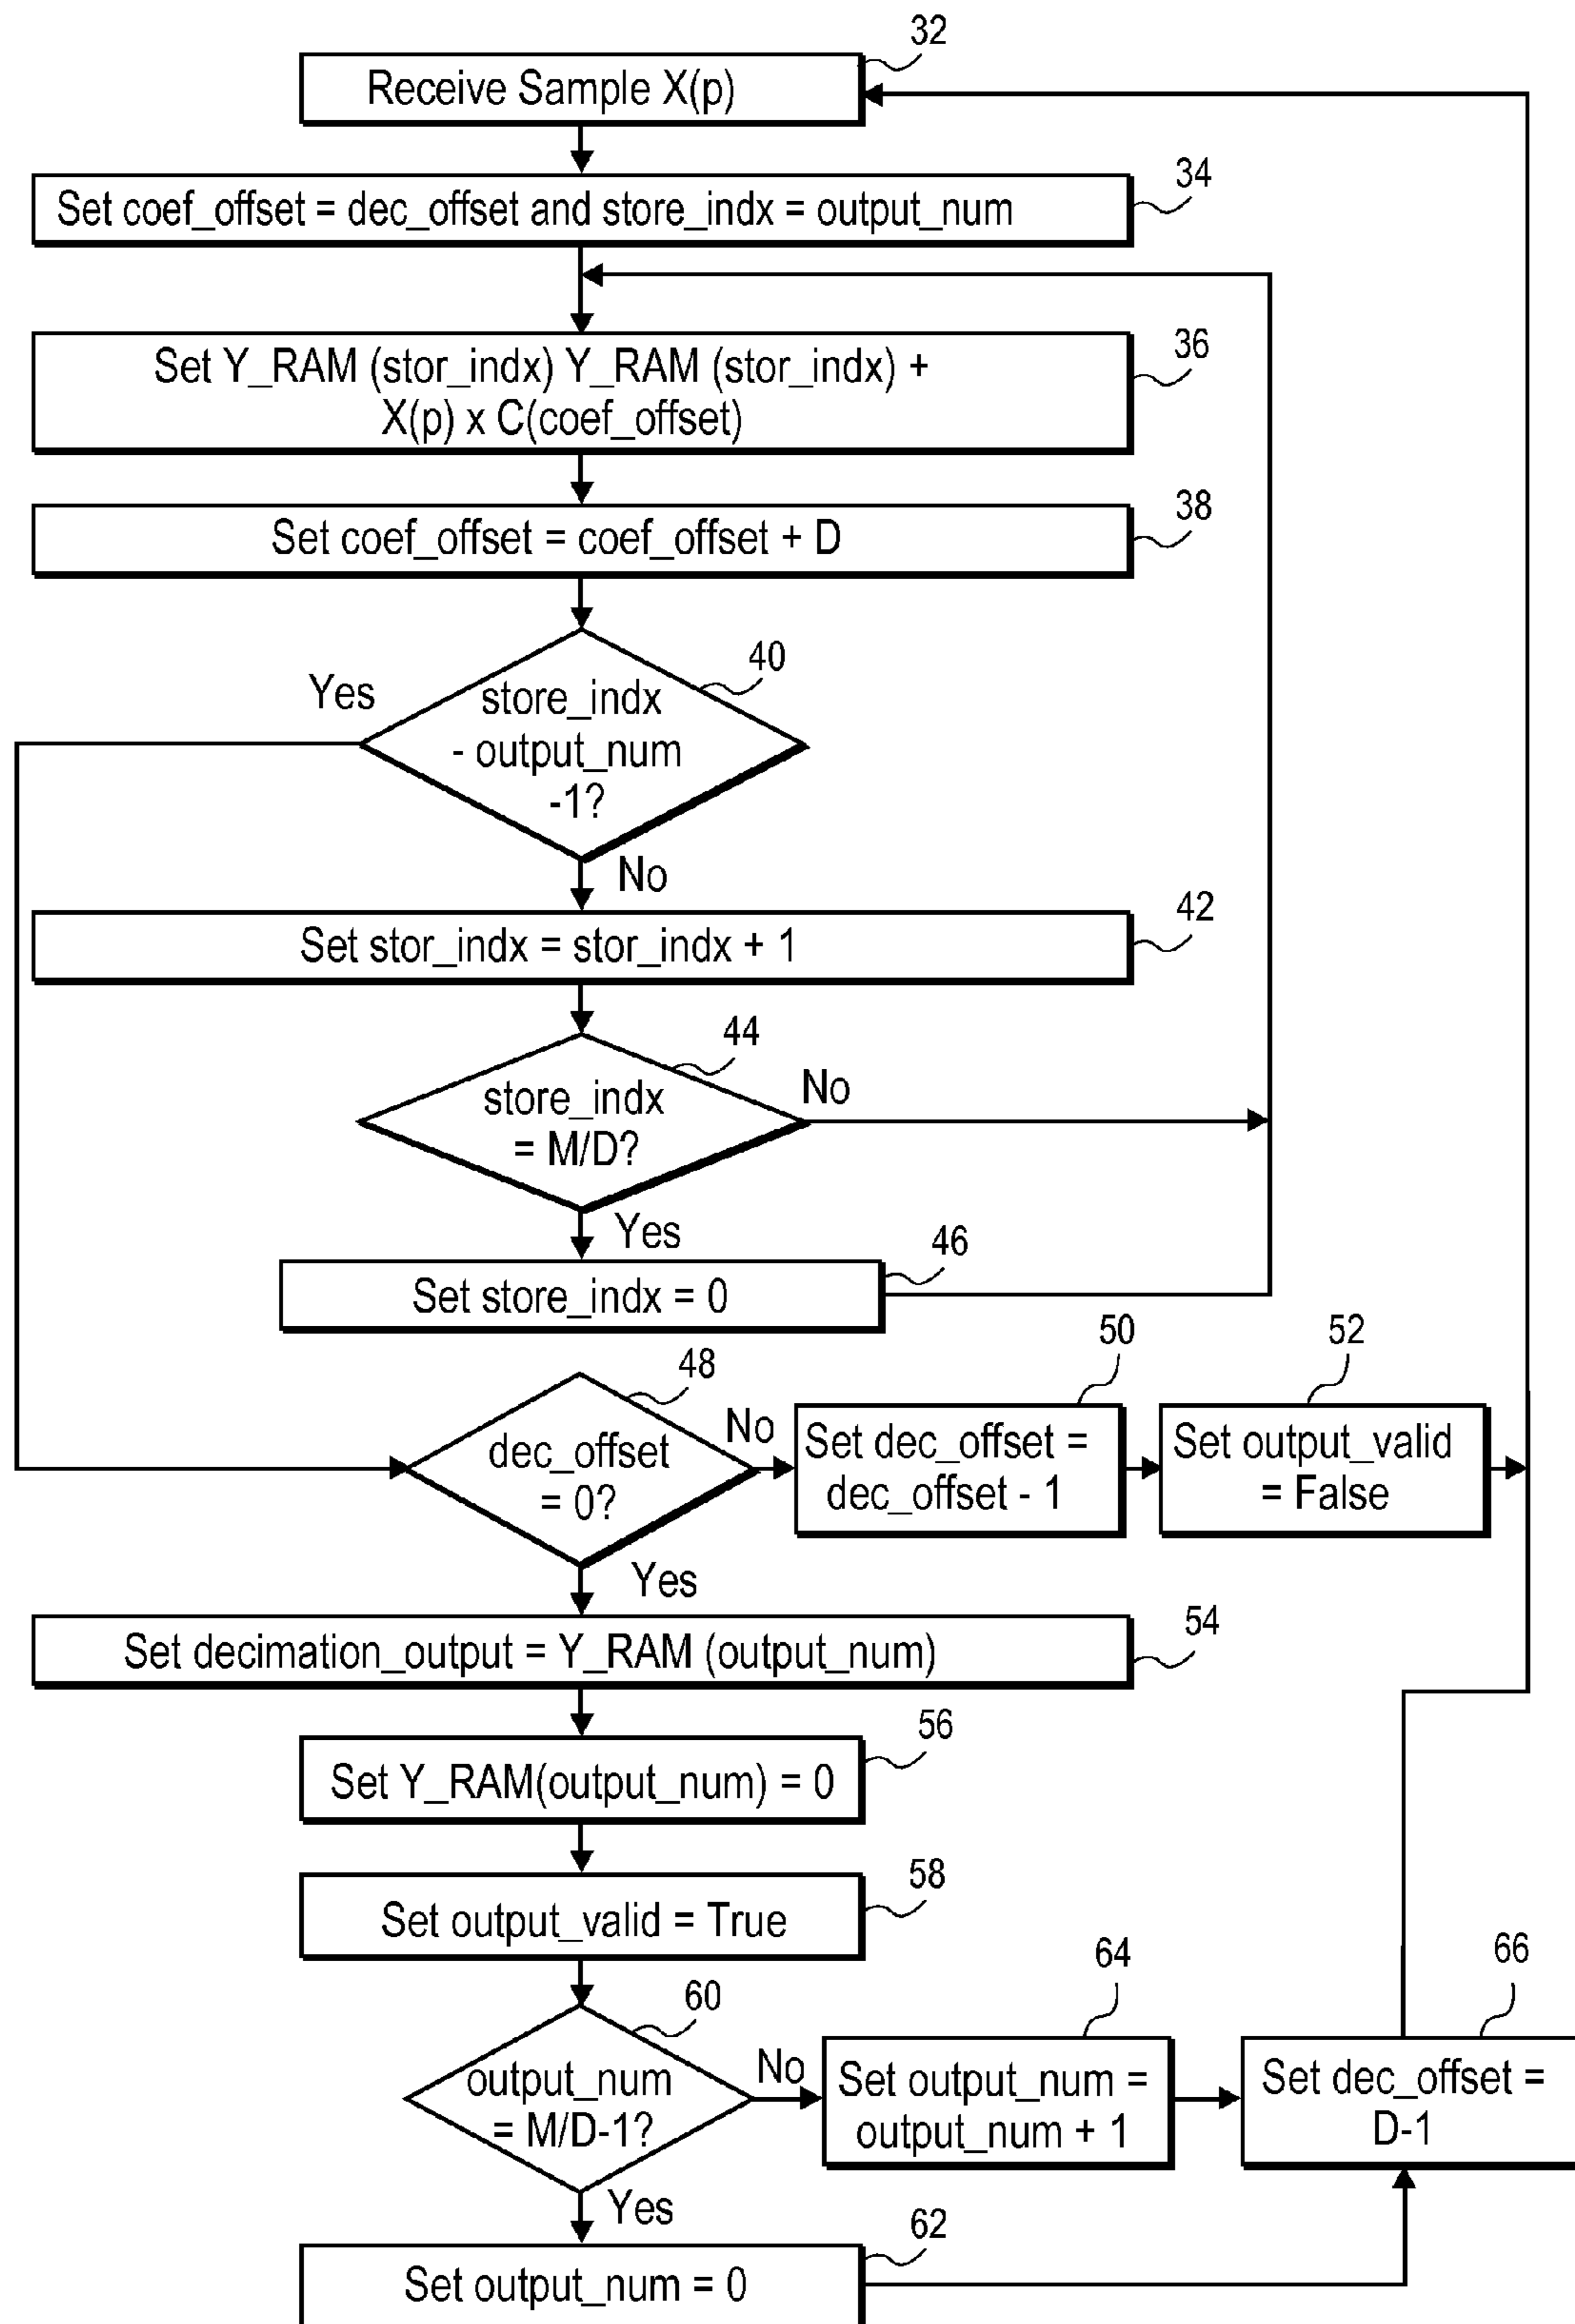 32
Receive Sample X(p)
34
Set coef_offset = dec_offset and store_indx = output_num
36
Set Y_RAM (stor_indx) Y_RAM (stor_indx) +
X(p) x C(coef_offset)
38
Set coef_offset = coef_offset + D
40
Yes
store_indx
- output_num
-1?
No
42
Set stor_indx = stor_indx + 1
44
No
store_indx
= M/D?
Yes
46
Set store_indx = 0
48
50
52
No
dec_offset
= 0?
Set dec_offset =
dec_offset - 1
Set output_valid
= False
Yes
54
Set decimation_output = Y_RAM (output_num)
56
Set Y_RAM(output_num) = 0
58
Set output_valid = True
60
64
66
No
output_num
= M/D-1?
Set output_num =
output_num + 1
Set dec_offset =
D-1
Yes
62
Set output_num = 0